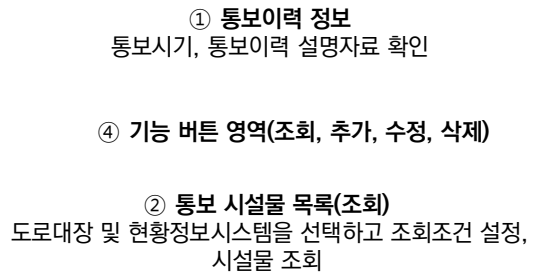 ① 통보이력 정보
통보시기, 통보이력 설명자료 확인
④ 기능 버튼 영역(조회, 추가, 수정, 삭제)
② 통보 시설물 목록(조회)
도로대장 및 현황정보시스템을 선택하고 조회조건 설정,
시설물 조회